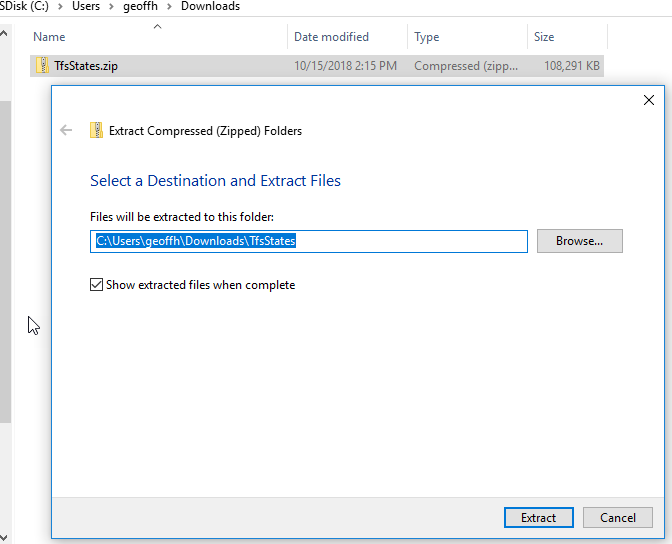 SDisk (C:) > Users > geoffh > Downloads
Name Date modified Type Size
TfsStates.zip 10/15/2018 2:15 PM Compressed (zipp... 108,291 KB
Extract Compressed (Zipped) Folders
Select a Destination and Extract Files
Files will be extracted to this folder:
C:\Users\geoffh\Downloads\TfsStates Browse...
Show extracted files when complete
Extract Cancel